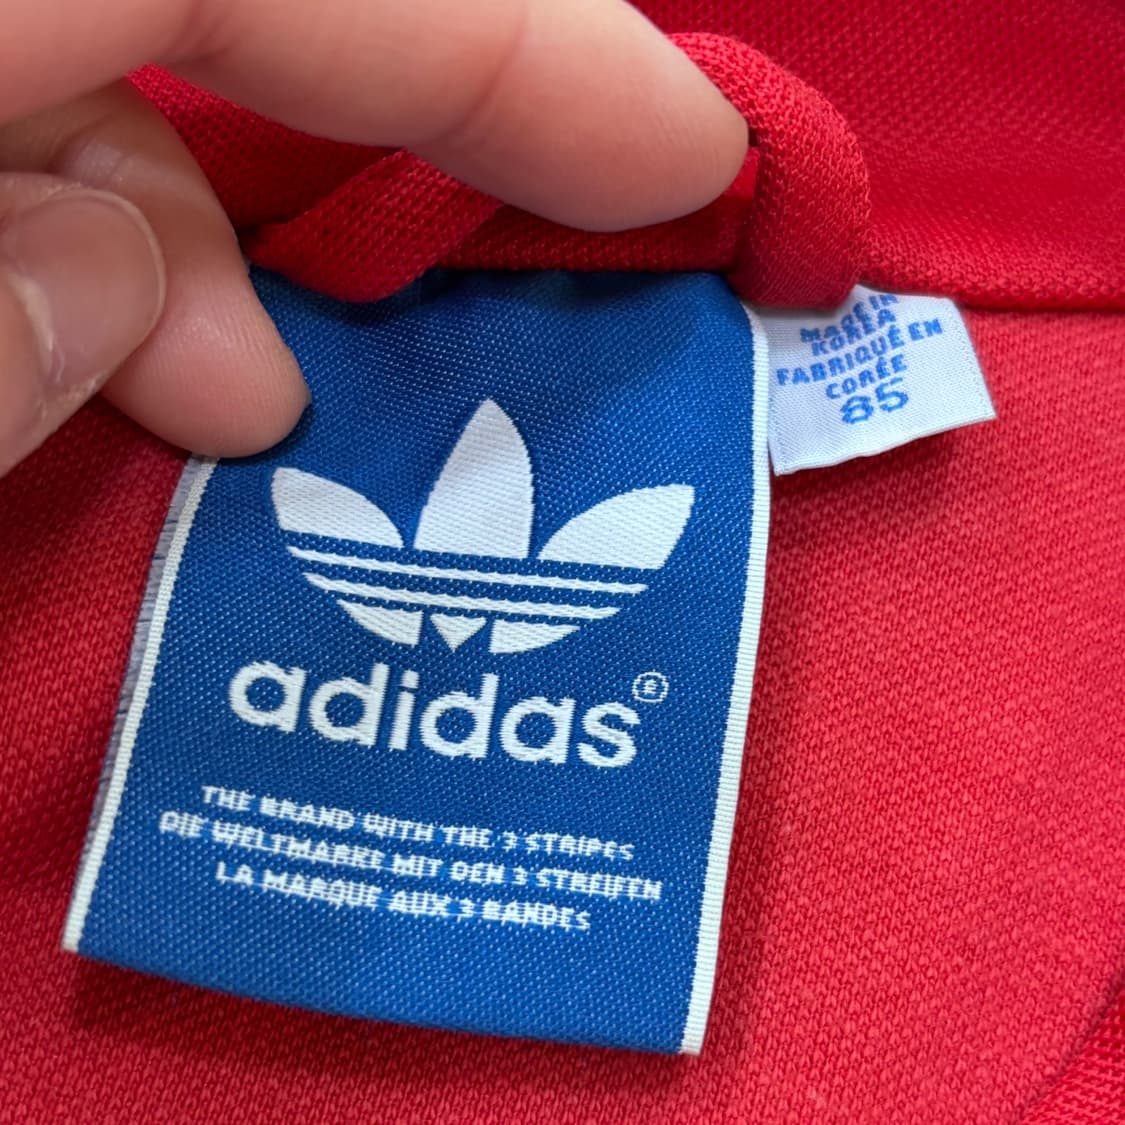 adidas®
THE BRAND WITH THE 3 STRIPES
DIE WELTMARKE MIT DEN 3 STREIFEN
LA MARQUE AUX 3 BANDES
MADE IN
KOREA
FABRIQUÉ EN
CORÉE
85